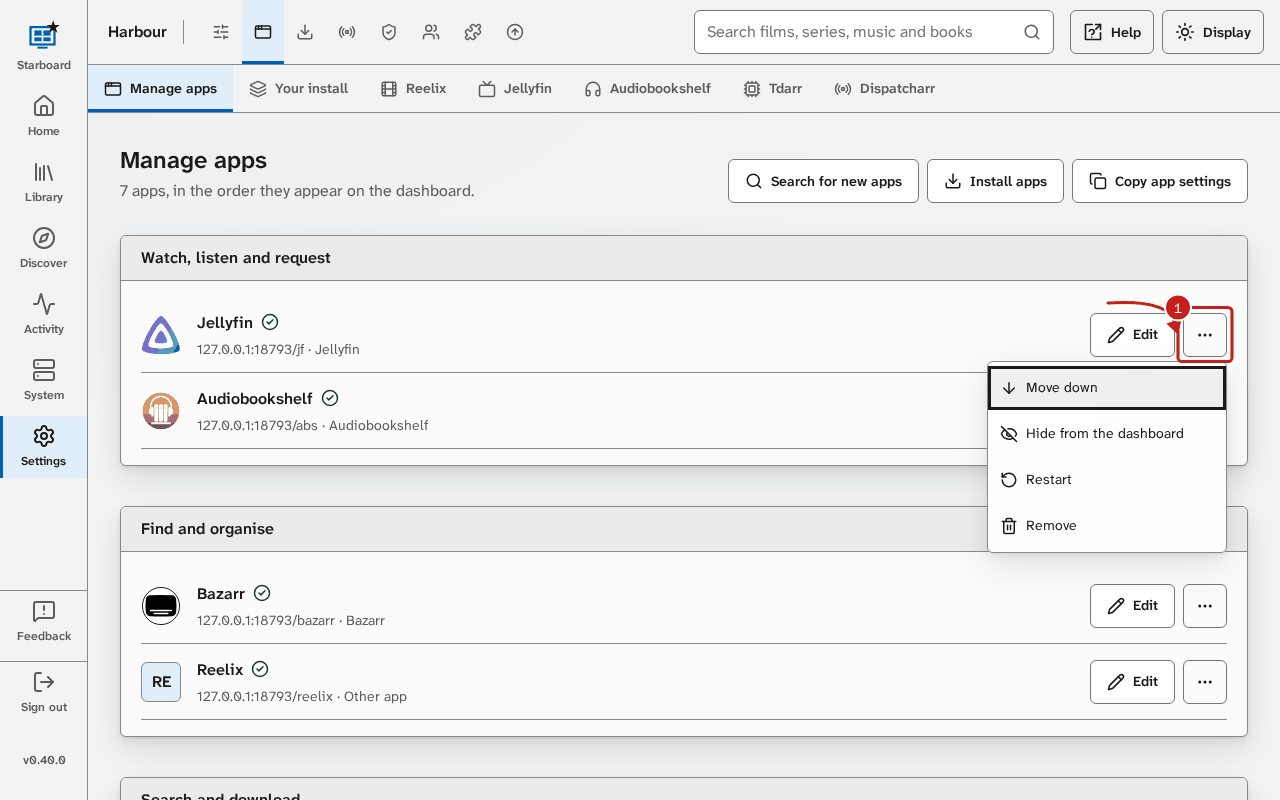 Starboard
Home
Library
Discover
Activity
System
Settings
Feedback
Sign out
v0.40.0
Harbour
Search films, series, music and books
Help
Display
Manage apps
Your install
Reelix
Jellyfin
Audiobookshelf
Tdarr
Dispatcharr
Manage apps
7 apps, in the order they appear on the dashboard.
Search for new apps
Install apps
Copy app settings
Watch, listen and request
Jellyfin
127.0.0.1:18793/jf · Jellyfin
Edit
1
Audiobookshelf
127.0.0.1:18793/abs · Audiobookshelf
Move down
Hide from the dashboard
Restart
Remove
Find and organise
Bazarr
127.0.0.1:18793/bazarr · Bazarr
Edit
RE
Reelix
127.0.0.1:18793/reelix · Other app
Edit
Search and download